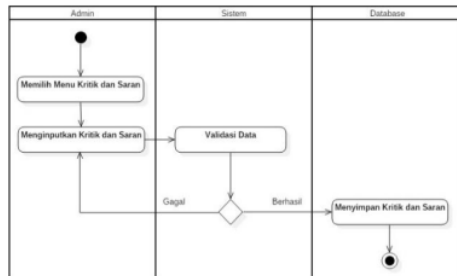 Admin
Sistem
Database
Memilih Menu Kritik dan Saran
Menginputkan Kritik dan Saran
Validasi Data
Gagal
Berhasil
Menyimpan Kritik dan Saran